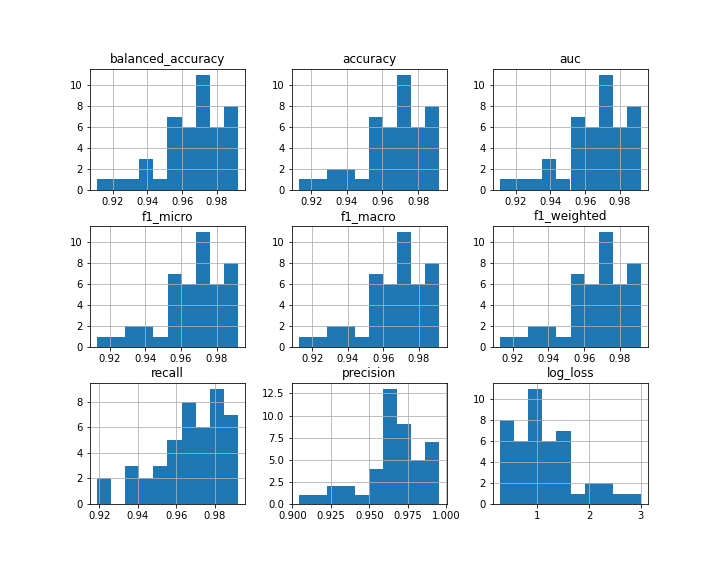 balanced_accuracy accuracy auc
10 10 10
8 8 8
6 6 6
4 4 4
2 2 2
0 0 0
0.92 0.94 0.96 0.98 0.92 0.94 0.96 0.98 0.92 0.94 0.96 0.98
f1_micro f1_macro f1_weighted
10 10 10
8 8 8
6 6 6
4 4 4
2 2 2
0 0 0
0.92 0.94 0.96 0.98 0.92 0.94 0.96 0.98 0.92 0.94 0.96 0.98
recall precision log_loss
8 12.5 10
6 10.0 8
4 7.5 6
2 5.0 4
0 2.5 2
0.0 0
0.92 0.94 0.96 0.98 0.900 0.925 0.950 0.975 1.000 1 2 3